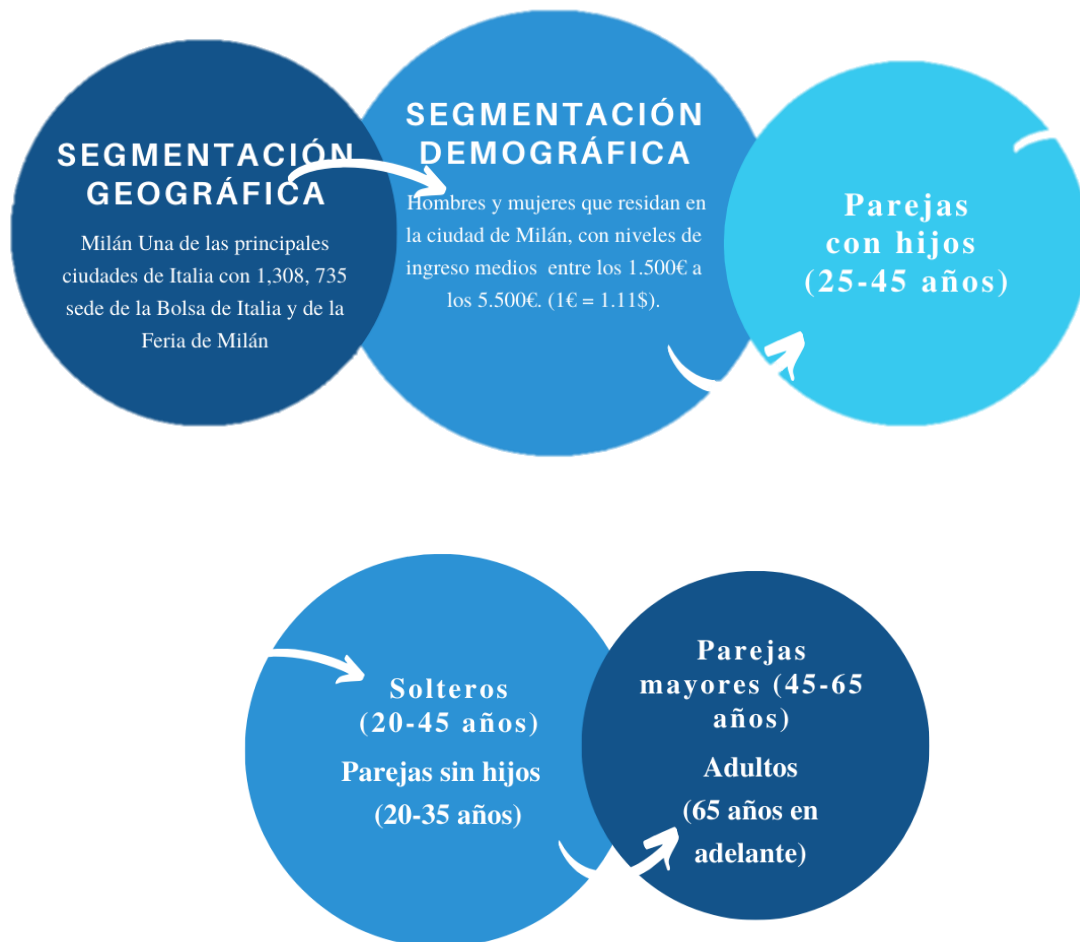 SEGMENTACIÓN
GEOGRÁFICA
Milán Una de las principales
ciudades de Italia con 1,308, 735
sede de la Bolsa de Italia y de la
Feria de Milán
SEGMENTACIÓN
DEMOGRÁFICA
Hombres y mujeres que residan en
la ciudad de Milán, con niveles de
ingreso medios entre los 1.500€ a
los 5.500€. (1€ = 1.11$).
Parejas
con hijos
(25-45 años)
Solteros
(20-45 años)
Parejas sin hijos
(20-35 años)
Parejas
mayores (45-65
años)
Adultos
(65 años en
adelante)